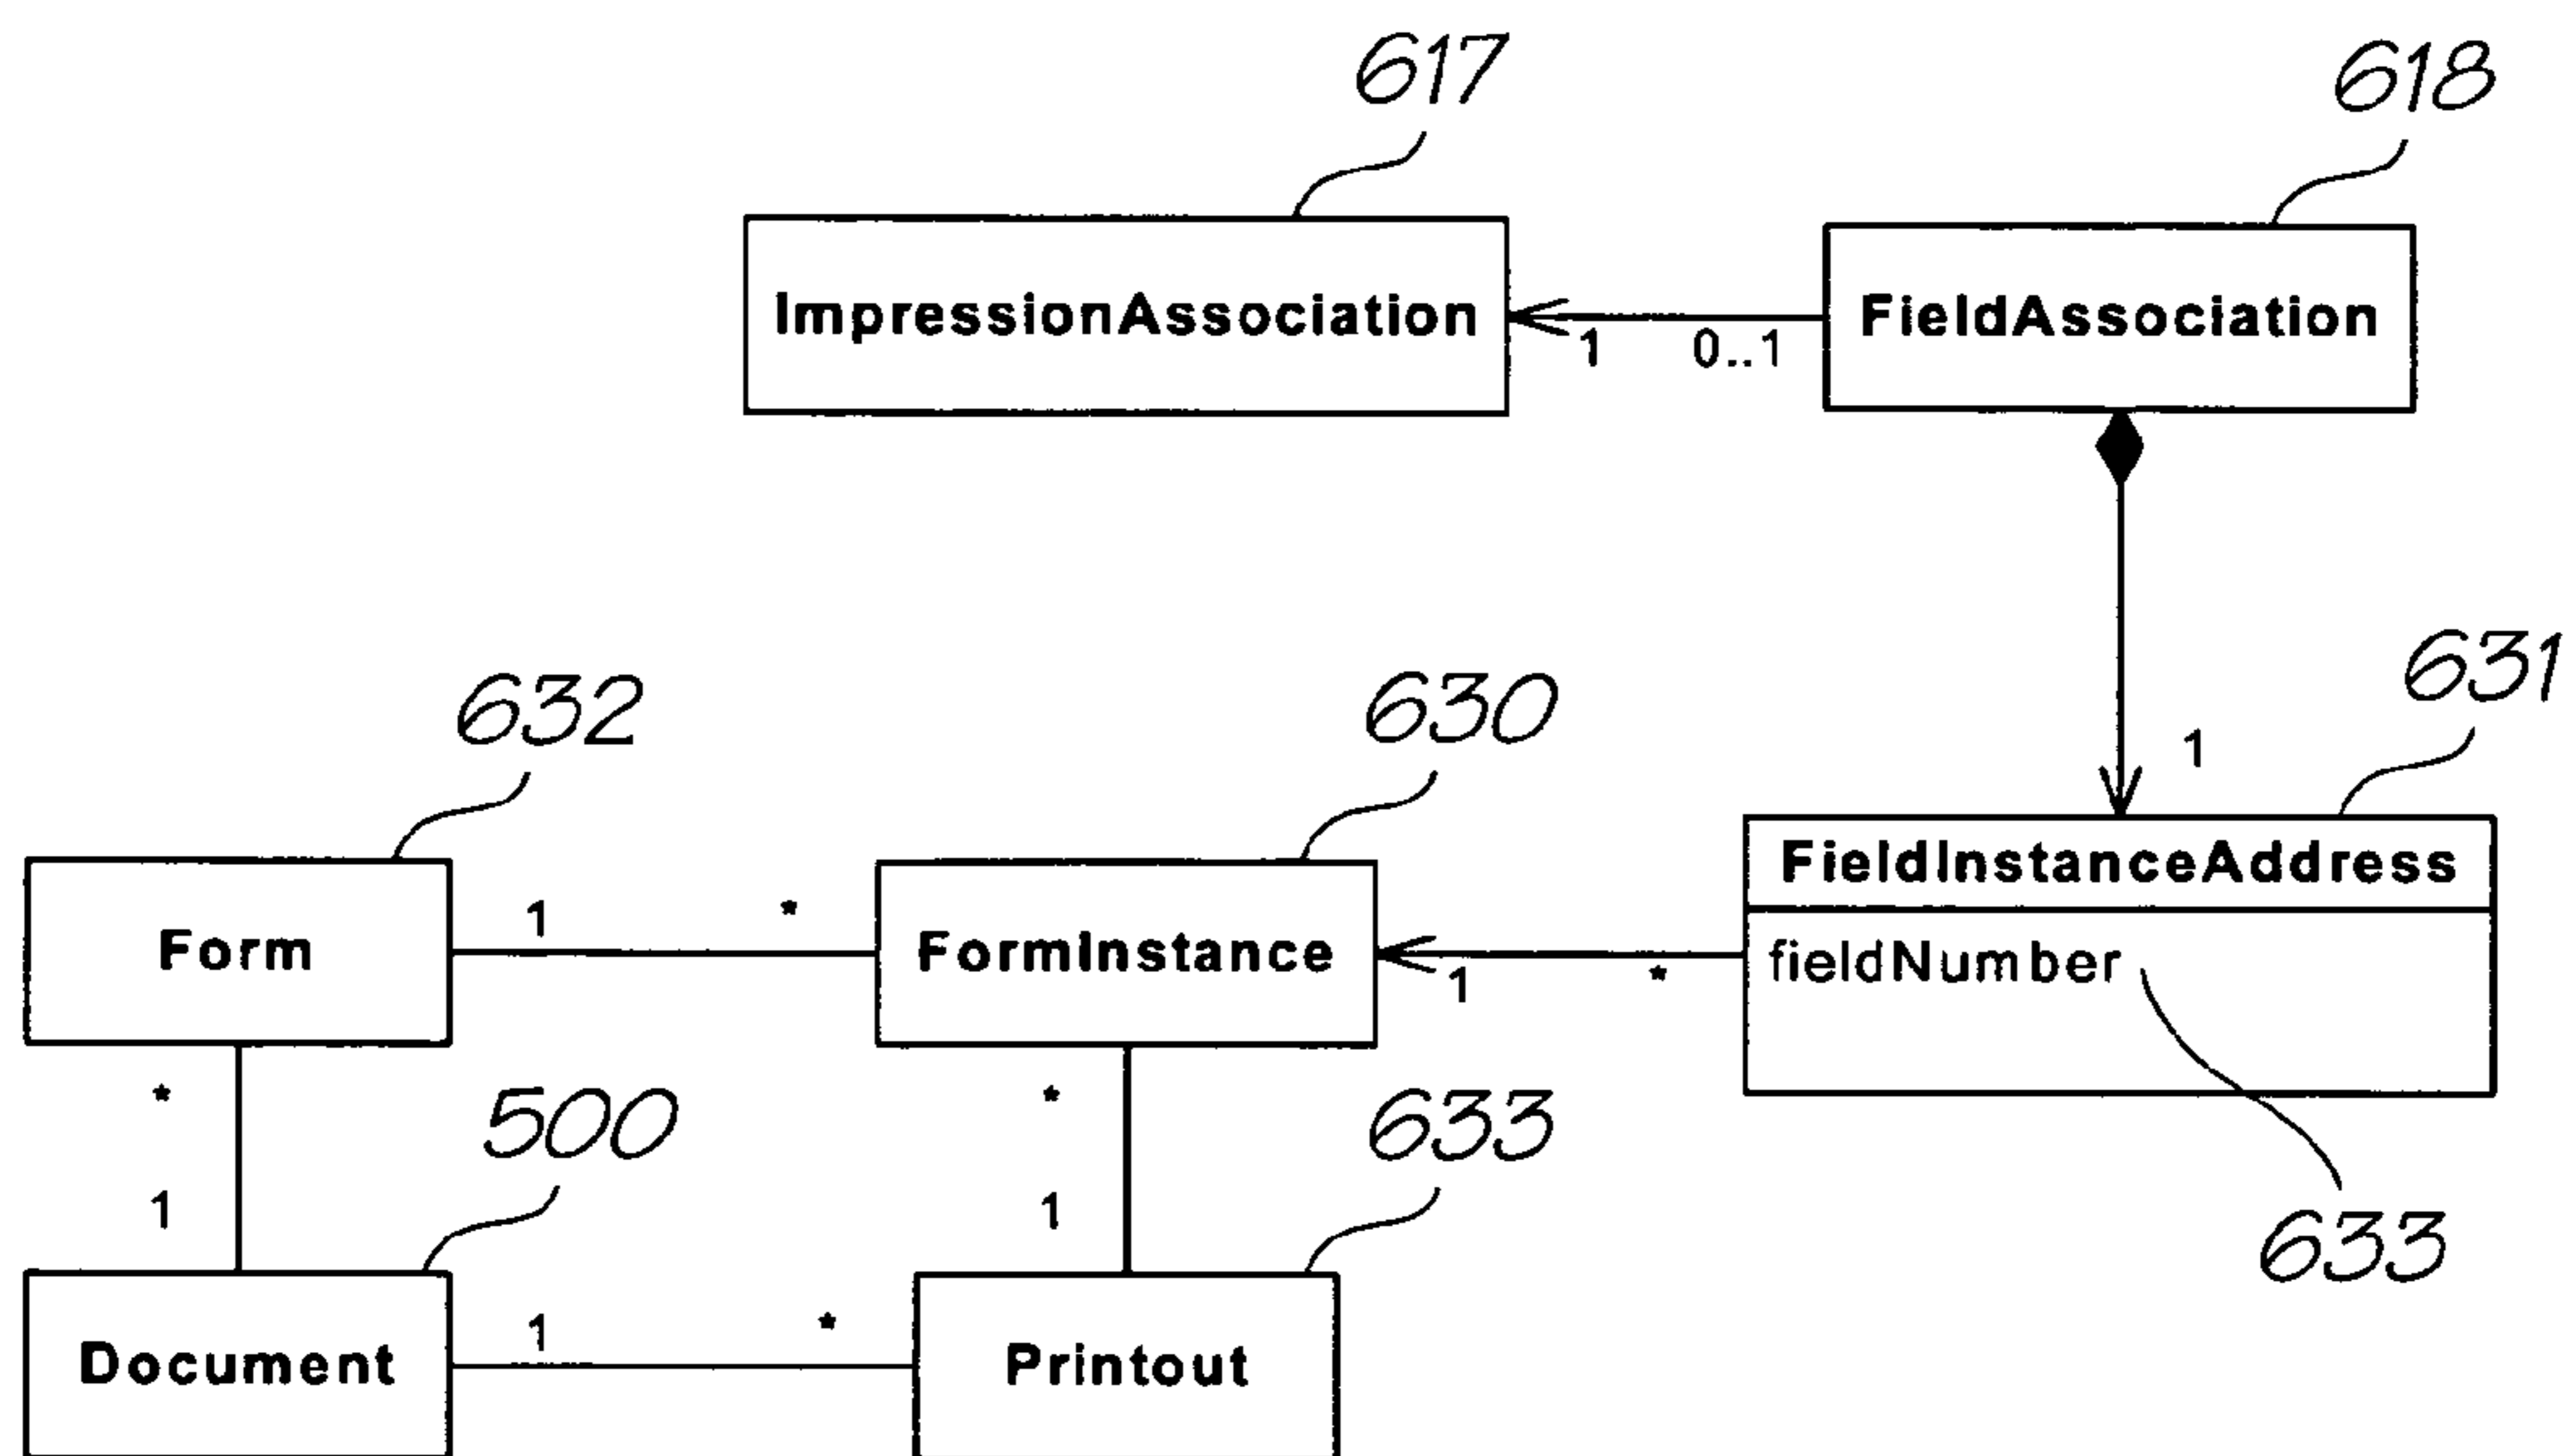 617
618
ImpressionAssociation
1
0..1
FieldAssociation
631
1
632
630
FieldInstanceAddress
Form
1
*
FormInstance
1
*
fieldNumber
*
500
*
633
1
1
633
Document
1
*
Printout